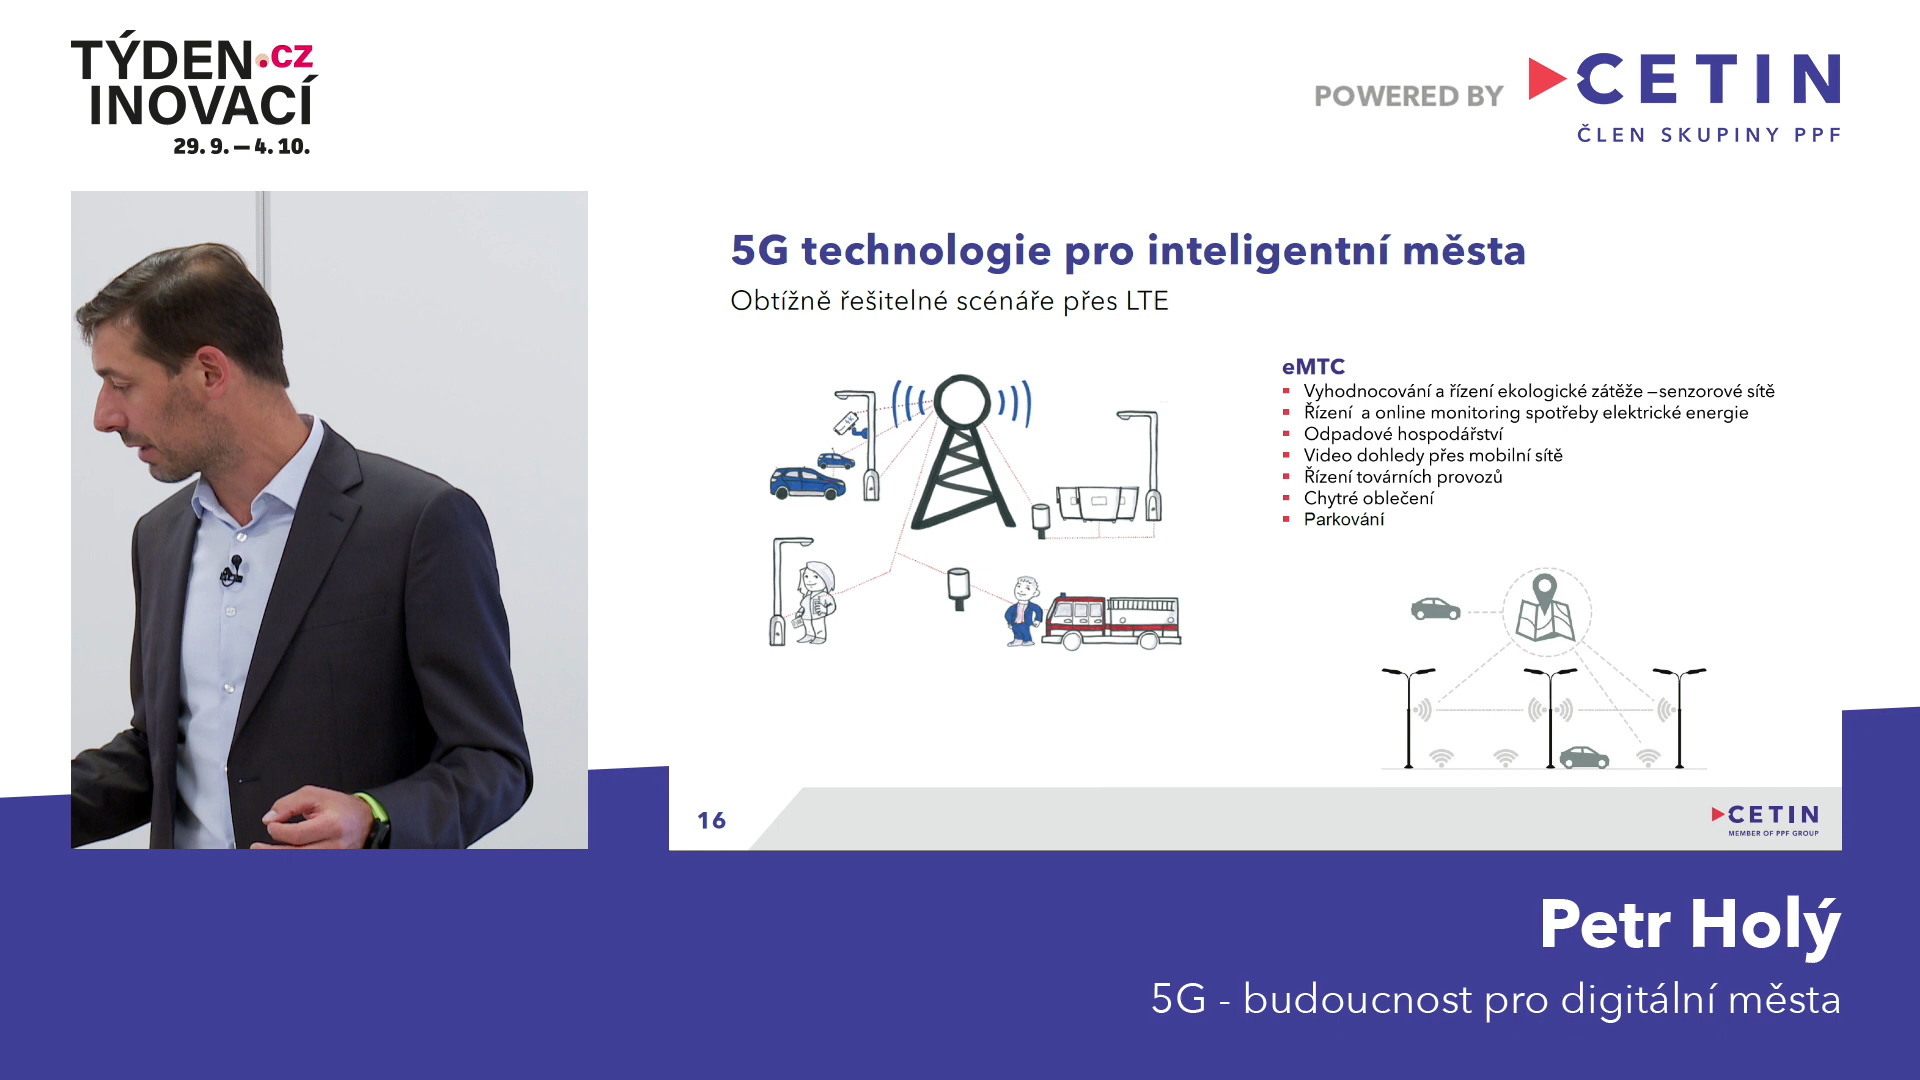 TÝDEN.cz
INOVACÍ
29. 9. – 4. 10.
POWERED BY
CETIN
ČLEN SKUPINY PPF
5G technologie pro inteligentní města
Obtížně řešitelné scénáře přes LTE
eMTC
Vyhodnocování a řízení ekologické zátěže – senzorové sítě
Řízení a online monitoring spotřeby elektrické energie
Odpadové hospodářství
Video dohledy přes mobilní sítě
Řízení továrních provozů
Chytré oblečení
Parkování
16
CETIN
MEMBER OF PPF GROUP
Petr Holý
5G - budoucnost pro digitální města